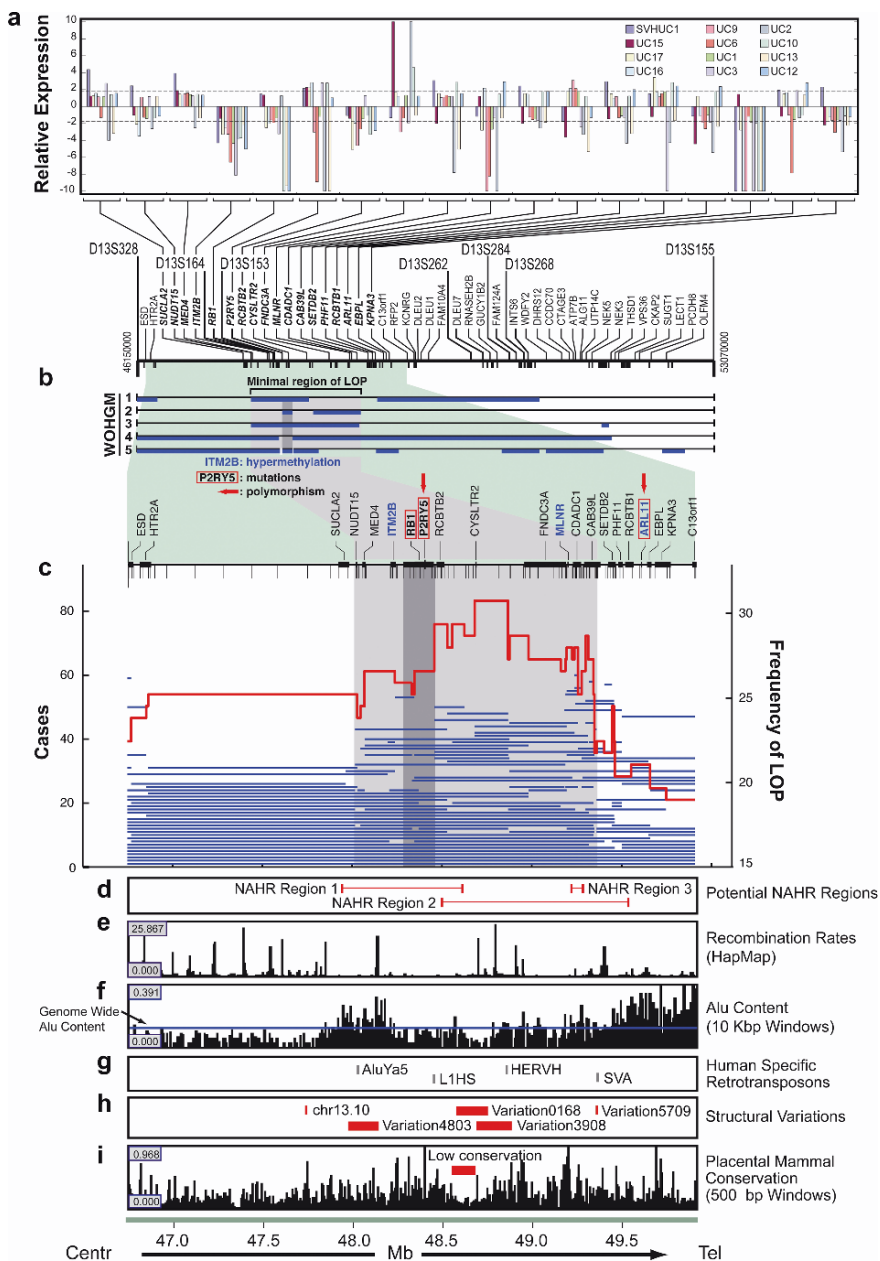 a
Relative Expression
10
8
6
4
2
0
-2
-4
-6
-8
-10
SVHUC1 UC9 UC2
UC15 UC6 UC10
UC17 UC1 UC13
UC16 UC3 UC12
D13S328 D13S164 D13S153 D13S262 D13S284 D13S268 D13S155
ESD
HTR2A
SUCLA2
NUDT15
MED4
ITM2B
RB1
P2RY5
RCBTB2
CYSLTR2
FNDC3A
MLNR
CDADC1
CAB39L
SETDB2
PHF11
RCBTB1
ARL11
EBPL
KPNA3
C13orf1
RFP2
KCNRG
DLEU2
DLEU1
FAM10A4
DLEU7
RNASEH2B
GUCY1B2
FAM124A
INTS6
WDFY2
DHRS12
CCDC70
CTAGE3
ATP7B
ALG11
UTP14C
NEK5
NEK3
THSD1
VPS36
CKAP2
SUGT1
LECT1
PCDH8
OLFM4
46150000
53070000
b
Minimal region of LOP
WOHGM
1
2
3
4
5
ITM2B: hypermethylation
P2RY5: mutations
: polymorphism
ESD
HTR2A
SUCLA2
NUDT15
MED4
ITM2B
RB1
P2RY5
RCBTB2
CYSLTR2
FNDC3A
MLNR
CDADC1
CAB39L
SETDB2
PHF11
RCBTB1
ARL11
EBPL
KPNA3
C13orf1
c
Cases
80
60
40
20
0
Frequency of LOP
30
25
20
15
d
NAHR Region 1
NAHR Region 2
NAHR Region 3
Potential NAHR Regions
e
25.867
0.000
Recombination Rates
(HapMap)
f
0.391
0.000
Genome Wide
Alu Content
Alu Content
(10 Kbp Windows)
g
AluYa5
L1HS
HERVH
SVA
Human Specific
Retrotransposons
h
chr13.10
Variation4803
Variation0168
Variation3908
Variation5709
Structural Variations
i
0.968
0.000
Low conservation
Placental Mammal
Conservation
(500 bp Windows)
47.0 47.5 48.0 48.5 49.0 49.5
Centr Mb Tel